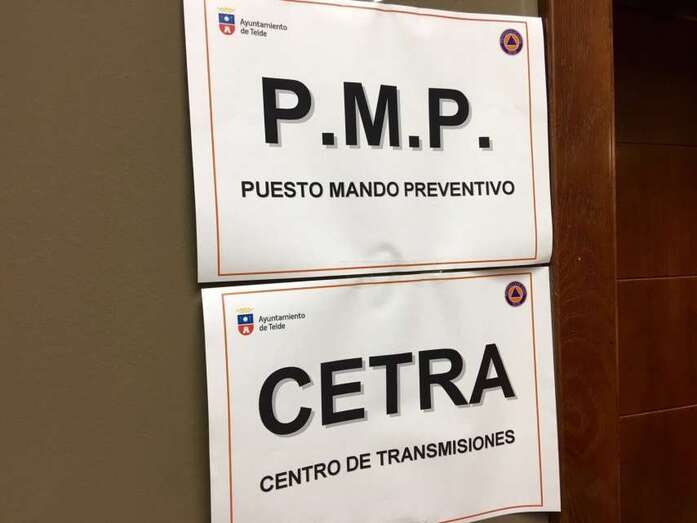 Ayuntamiento
de Telde
P.M.P.
PUESTO MANDO PREVENTIVO
Ayuntamiento
de Telde
CETRA
CENTRO DE TRANSMISIONES